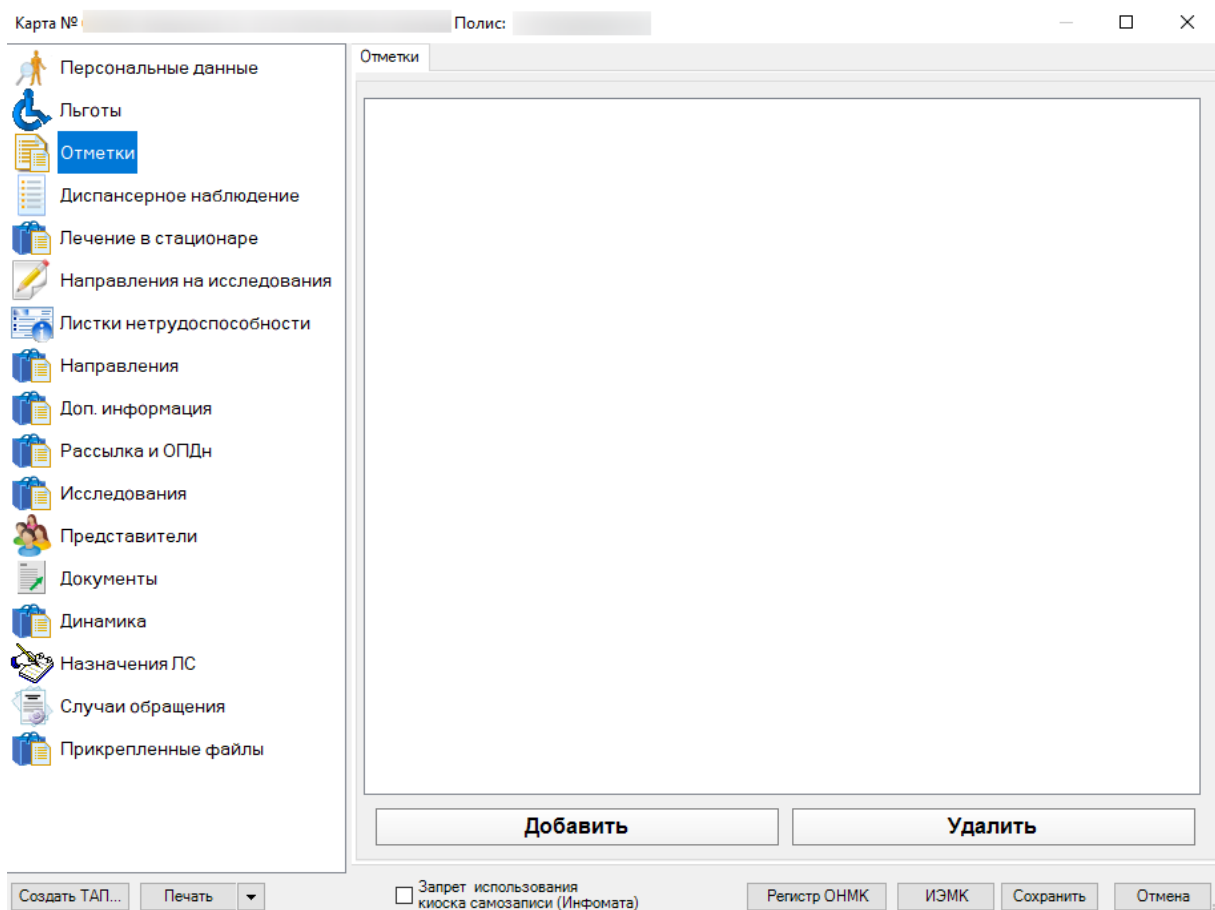 Карта №
Полис:
Персональные данные
Льготы
Отметки
Диспансерное наблюдение
Лечение в стационаре
Направления на исследования
Листки нетрудоспособности
Направления
Доп. информация
Рассылка и ОПДн
Исследования
Представители
Документы
Динамика
Назначения ЛС
Случаи обращения
Прикрепленные файлы
Отметки
Добавить
Удалить
Создать ТАП...
Печать
Запрет использования
киоска самозаписи (Инфомата)
Регистр ОНМК
ИЭМК
Сохранить
Отмена